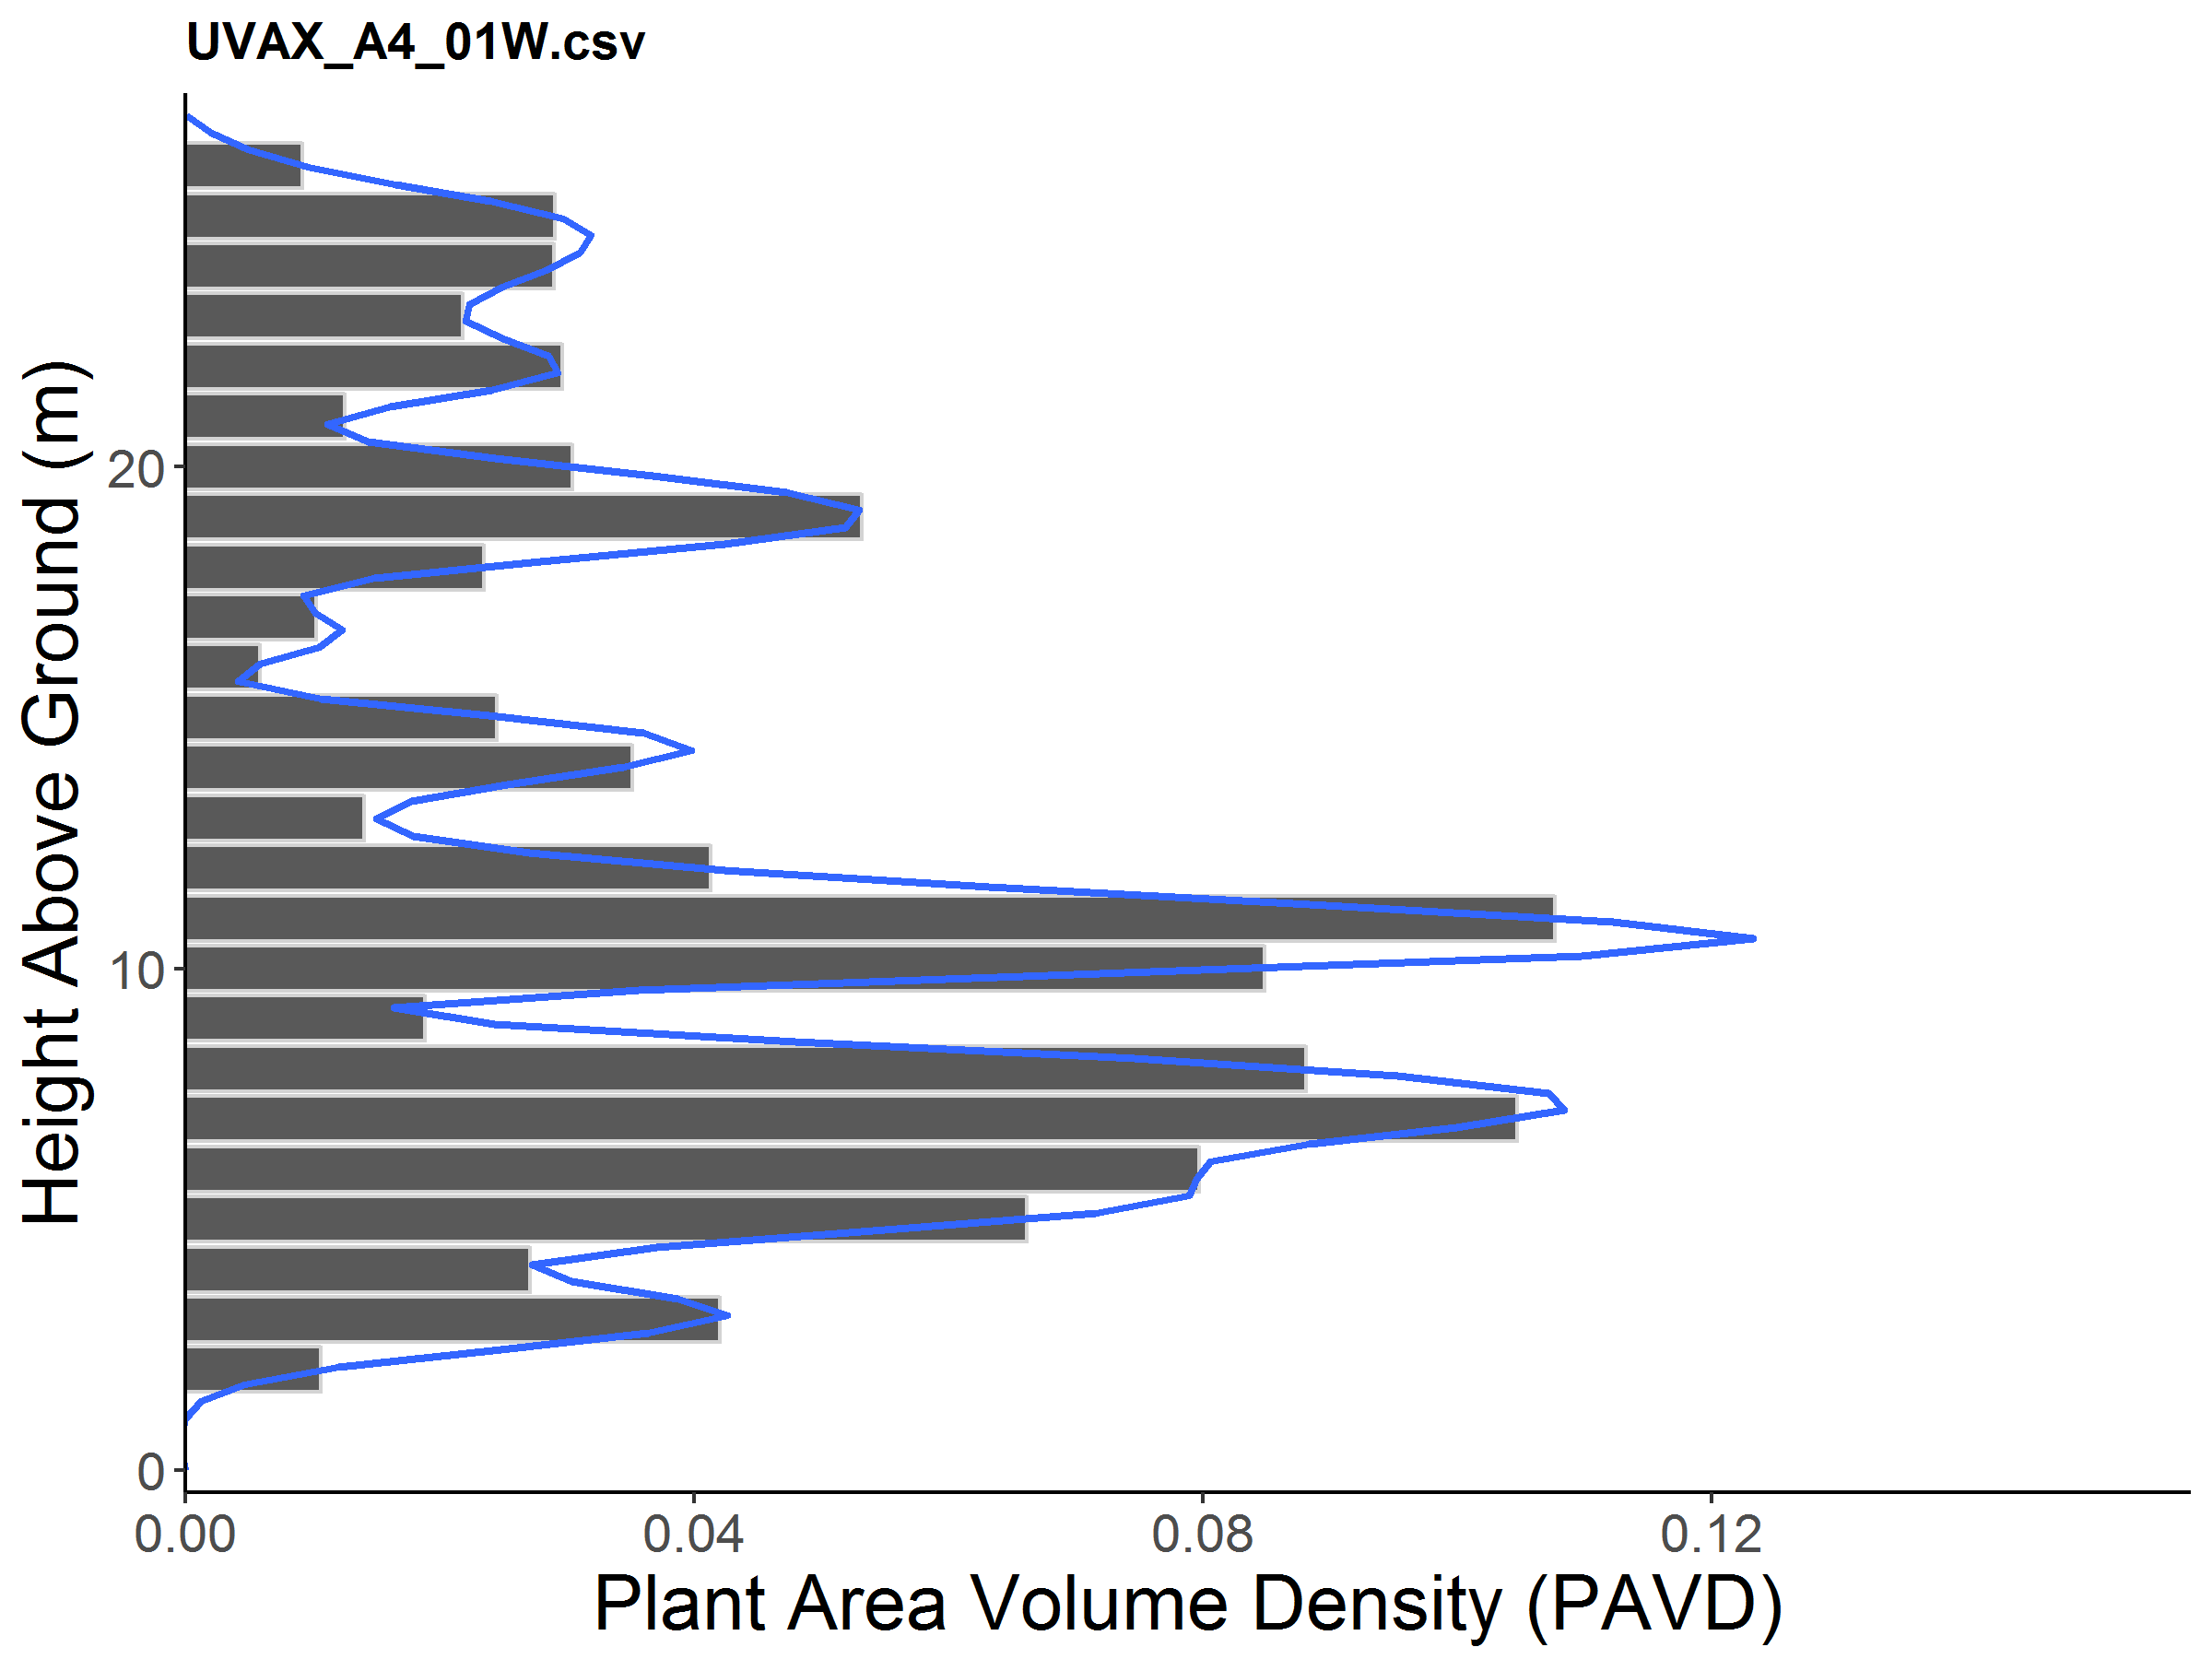 UVAX_A4_01W.csv
Height Above Ground (m)
20
10
0
0.00 0.04 0.08 0.12
Plant Area Volume Density (PAVD)